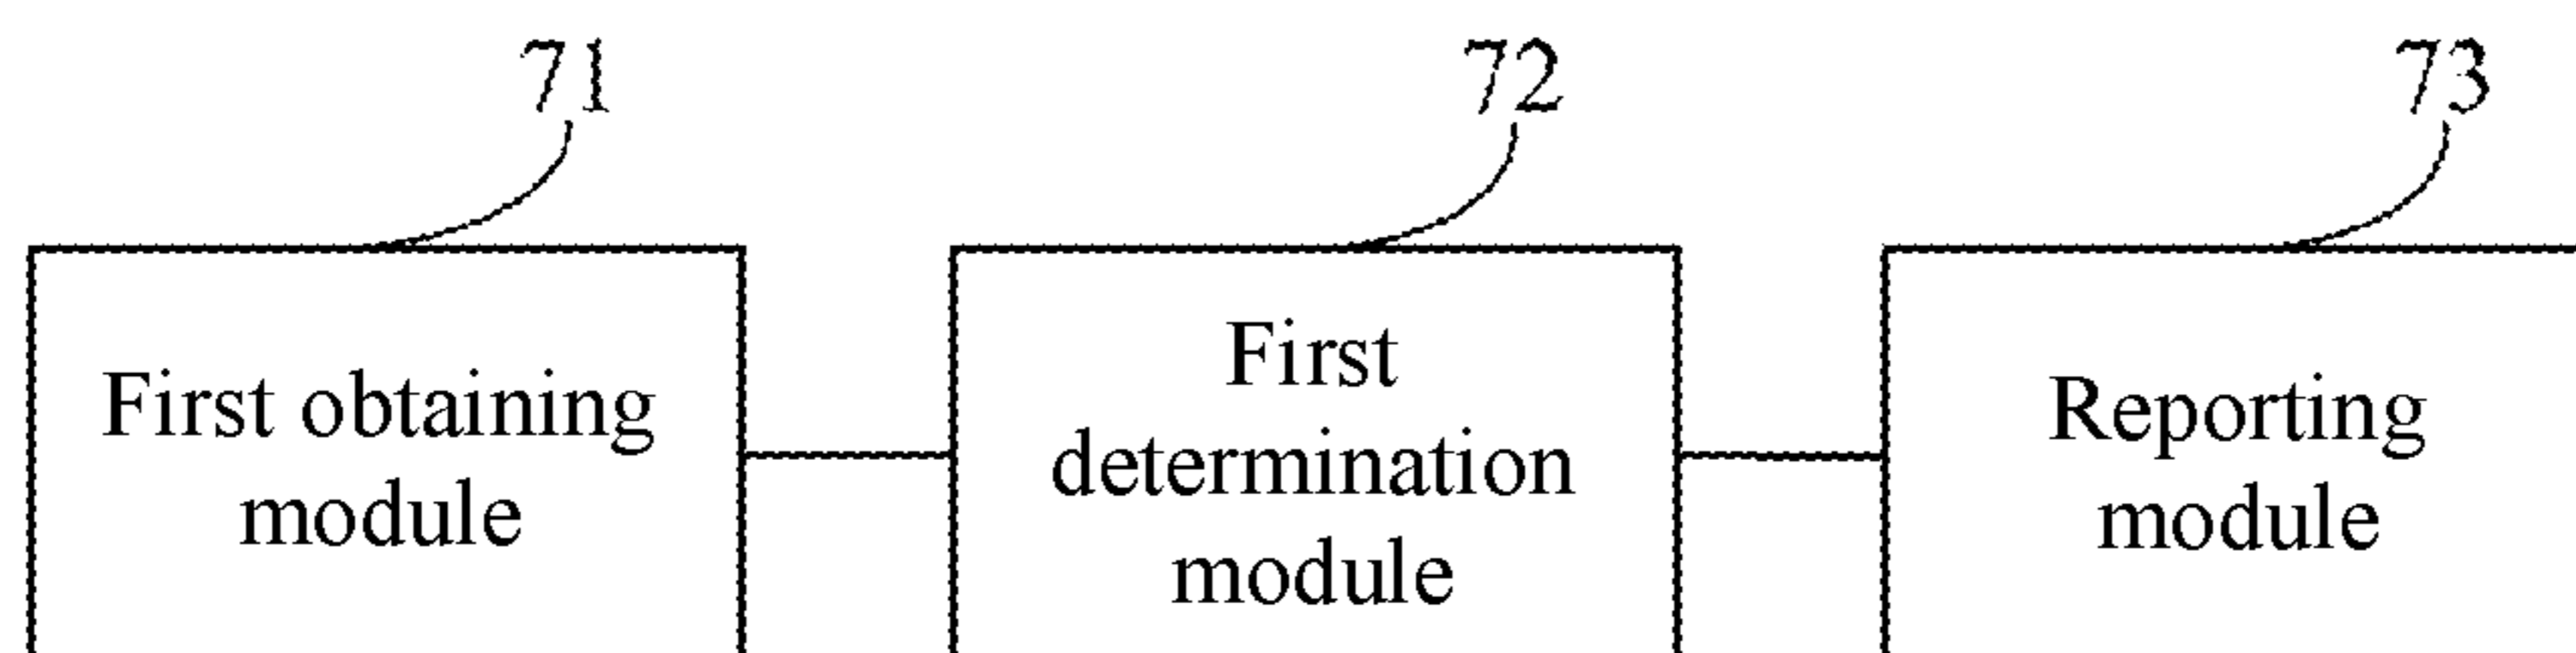 71
72
73
First obtaining
module
First
determination
module
Reporting
module